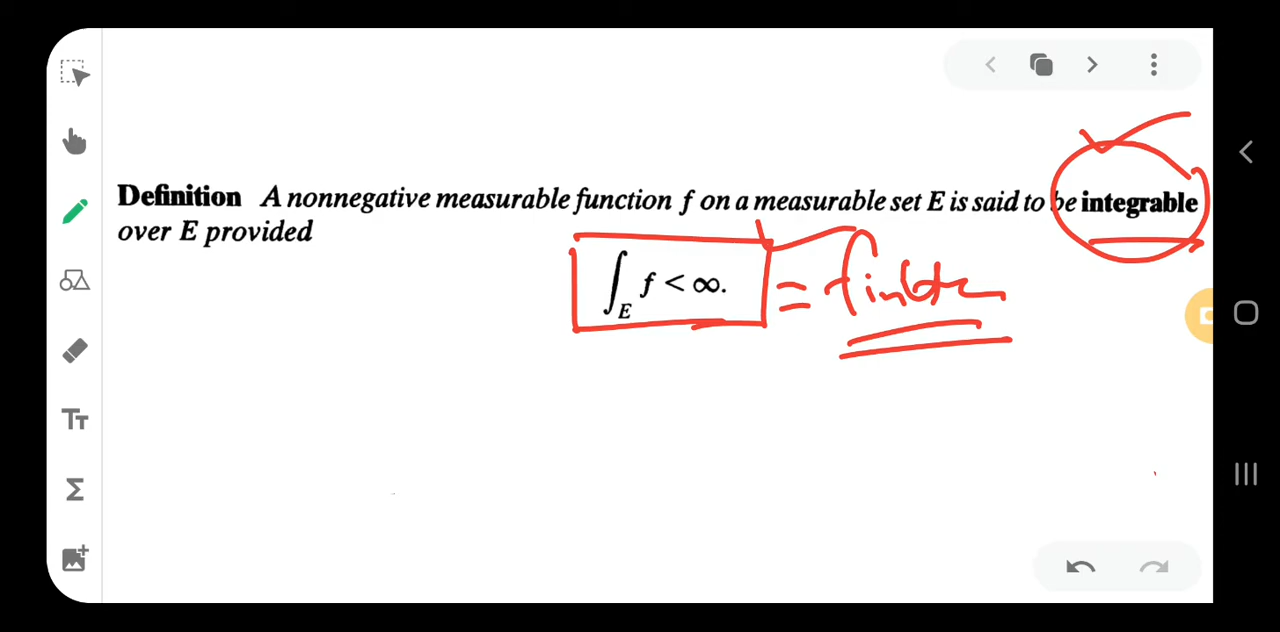 Definition A nonnegative measurable function f on a measurable set E is said to be integrable
over E provided
∫_E f < ∞. = finite